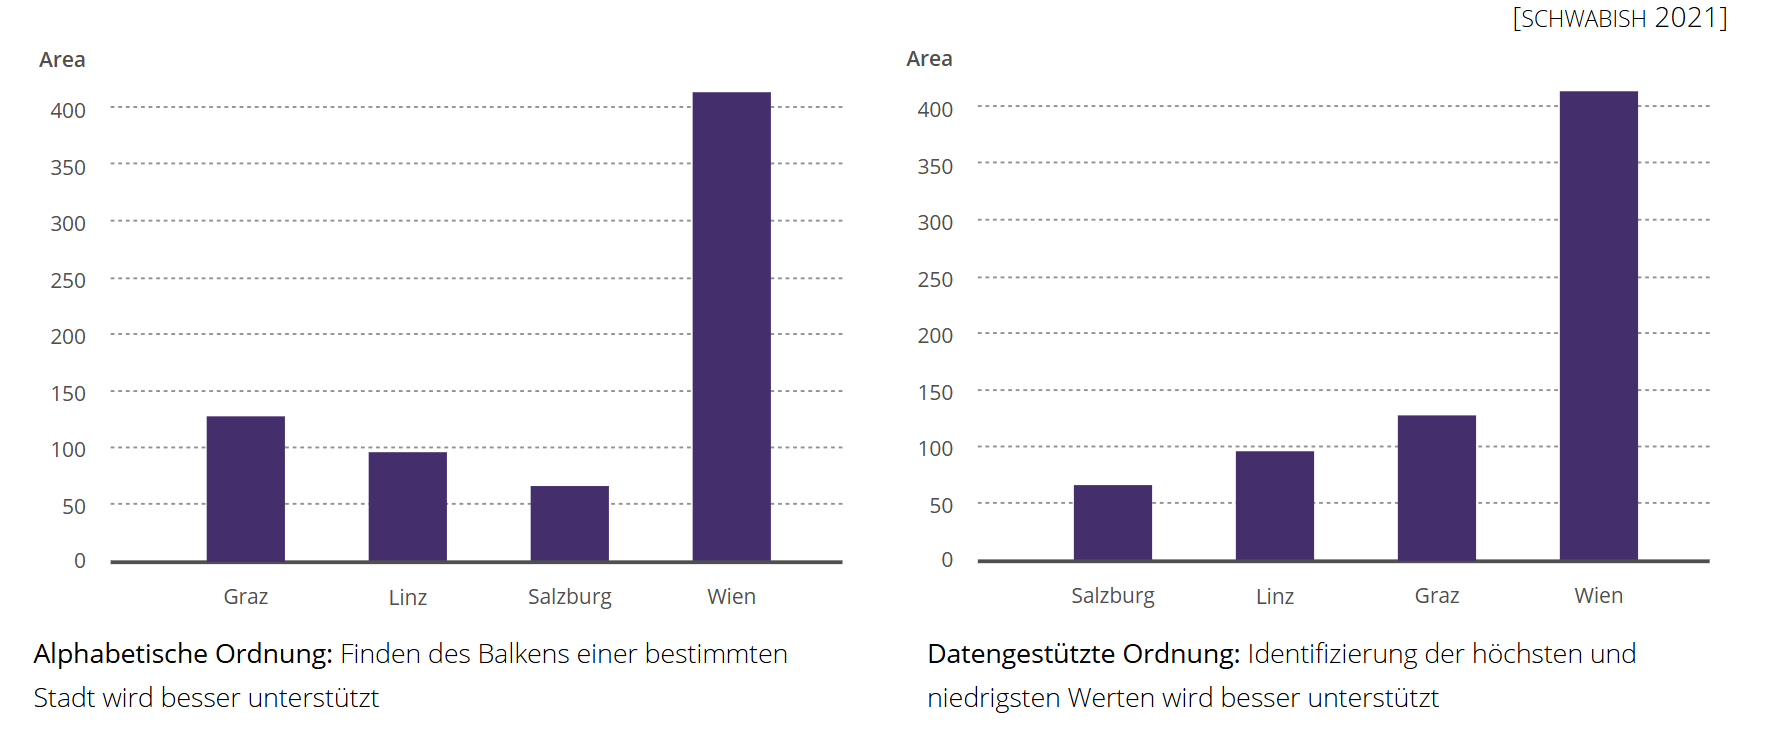 [SCHWABISH 2021]
Area
400
350
300
250
200
150
100
50
0
Graz Linz Salzburg Wien
Alphabetische Ordnung: Finden des Balkens einer bestimmten
Stadt wird besser unterstützt
Area
400
350
300
250
200
150
100
50
0
Salzburg Linz Graz Wien
Datengestützte Ordnung: Identifizierung der höchsten und
niedrigsten Werten wird besser unterstützt